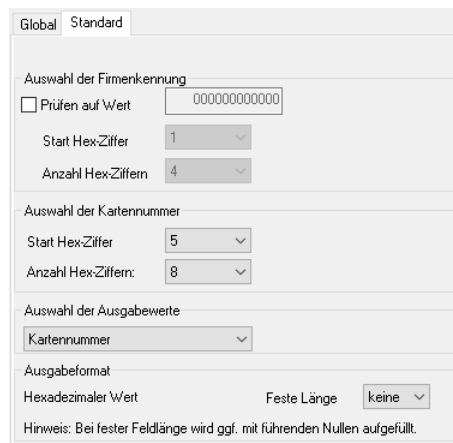 Global Standard
Auswahl der Firmenkennung
Prüfen auf Wert 000000000000
Start Hex-Ziffer 1
Anzahl Hex-Ziffern 4
Auswahl der Kartennummer
Start Hex-Ziffer 5
Anzahl Hex-Ziffern: 8
Auswahl der Ausgabewerte
Kartennummer
Ausgabeformat
Hexadezimaler Wert Feste Länge keine
Hinweis: Bei fester Feldlänge wird ggf. mit führenden Nullen aufgefüllt.